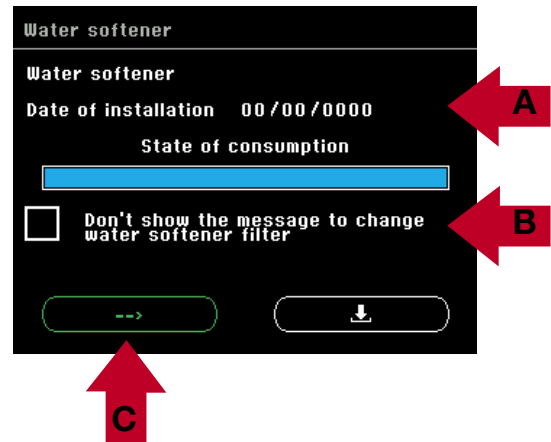 Water softener
Water softener
Date of installation 00/00/0000
A
State of consumption
Don't show the message to change
water softener filter
B
-->
C